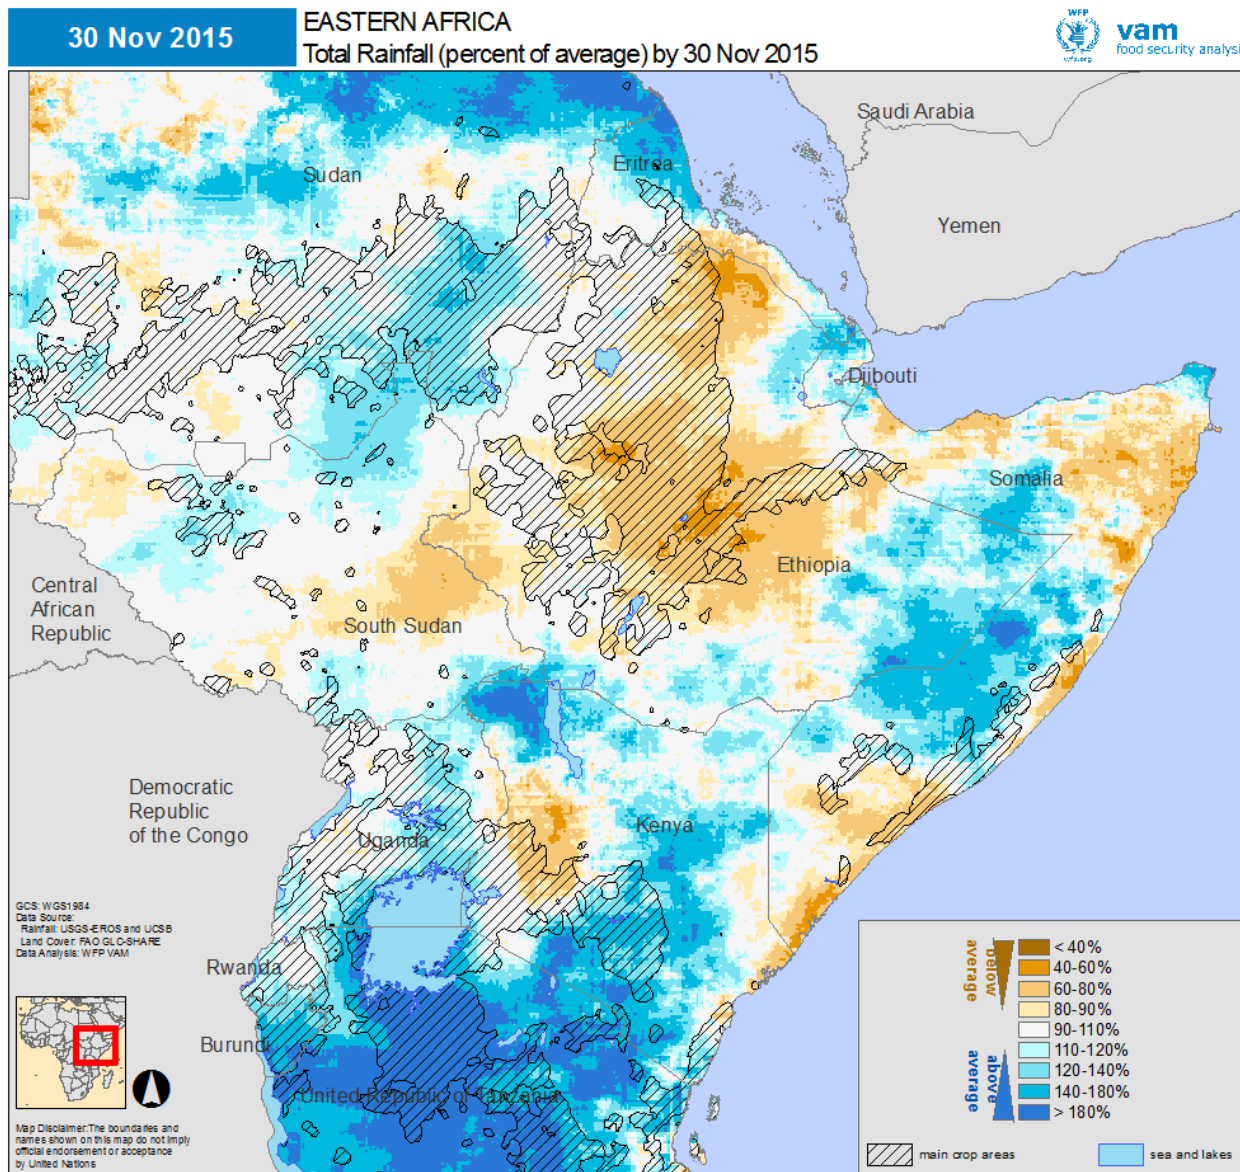 30 Nov 2015
EASTERN AFRICA
Total Rainfall (percent of average) by 30 Nov 2015
WFP
wfp.org
vam
food security analysi
Saudi Arabia
Sudan
Eritrea
Yemen
Djibouti
Somalia
Ethiopia
Central
African
Republic
South Sudan
Democratic
Republic
of the Congo
Uganda
Kenya
Rwanda
Burundi
United Republic of Tanzania
GCS: WGS1984
Data Source:
Rainfall: USGS-EROS and UCSB
Land Cover: FAO GLC-SHARE
Data Analysis: WFP VAM
Map Disclaimer: The boundaries and
names shown on this map do not imply
official endorsement or acceptance
by United Nations
below
average
< 40%
40-60%
60-80%
80-90%
90-110%
110-120%
120-140%
140-180%
> 180%
above
average
main crop areas
sea and lakes